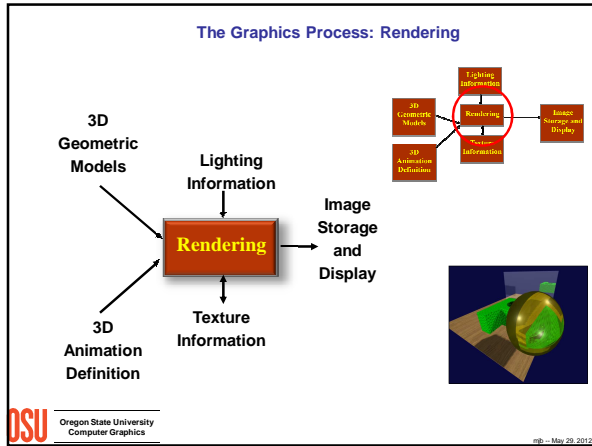 The Graphics Process: Rendering
3D
Geometric
Models
Lighting
Information
Rendering
Image
Storage
and
Display
3D
Animation
Definition
Texture
Information
Lighting
Information
3D
Geometric
Models
Rendering
Image
Storage and
Display
3D
Animation
Definition
Texture
Information
OSU
Oregon State University
Computer Graphics
mjb -- May 29, 2012